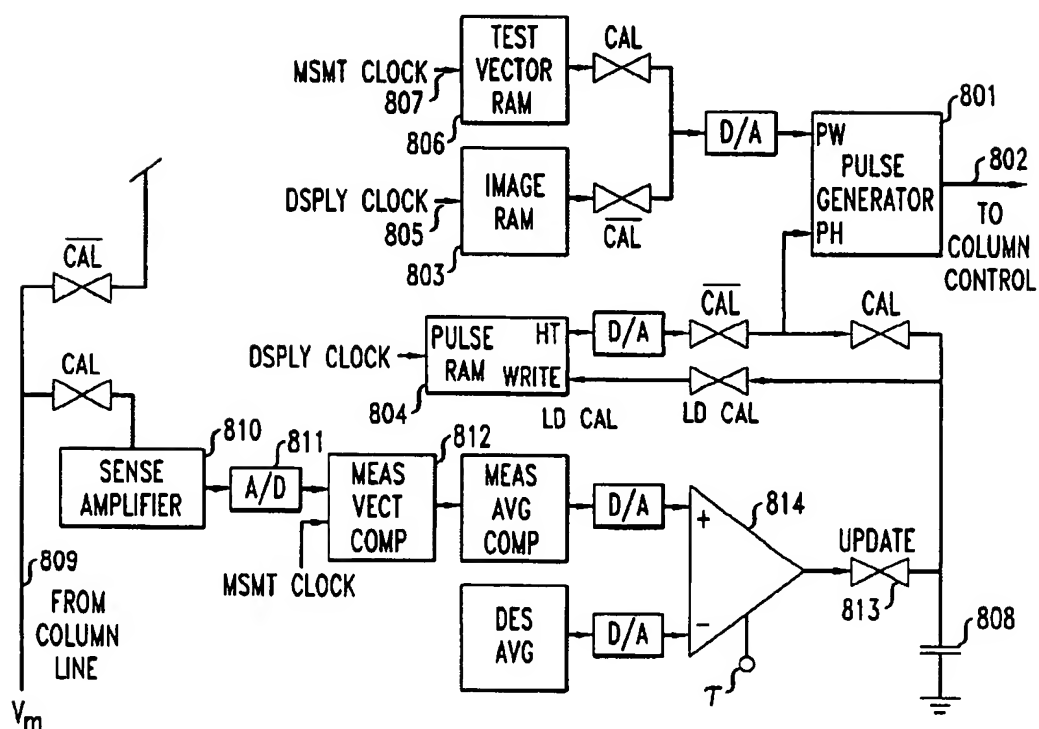 TEST
VECTOR
RAM
CAL
MSMT CLOCK
807
806
D/A
801
PW
PULSE
GENERATOR
PH
802
TO
COLUMN
CONTROL
IMAGE
RAM
DSPLY CLOCK
805
803
CAL
CAL
CAL
CAL
CAL
PULSE
RAM
HT
WRITE
D/A
DSPLY CLOCK
804
LD CAL
LD CAL
810
SENSE
AMPLIFIER
811
A/D
812
MEAS
VECT
COMP
MSMT CLOCK
MEAS
AVG
COMP
D/A
814
+
−
UPDATE
813
808
DES
AVG
D/A
τ
809
FROM
COLUMN
LINE
Vm